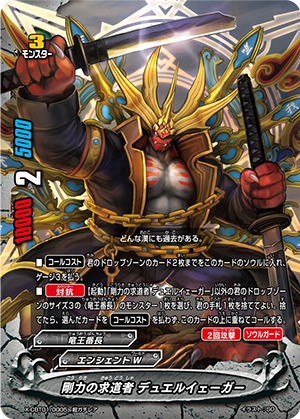 3
モンスター
5000
2
10000
どんな漢にも過去がある。
■コールコスト 君のドロップゾーンのカード2枚までをこのカードのソウルに入れ、
ゲージ3を払う。
■対抗【起動】「剛力の求道者 デュエルイェーガー」以外の君のドロップゾー
ンのサイズ3の《竜王番長》のモンスター1枚を選び、君の手札1枚を捨ててよい。捨
てたら、選んだカードを コールコスト を払ってこのカードの上に重ねてコールする。
2回攻撃 ソウルガード
竜王番長
エンシェントW
剛力の求道者 デュエルイェーガー